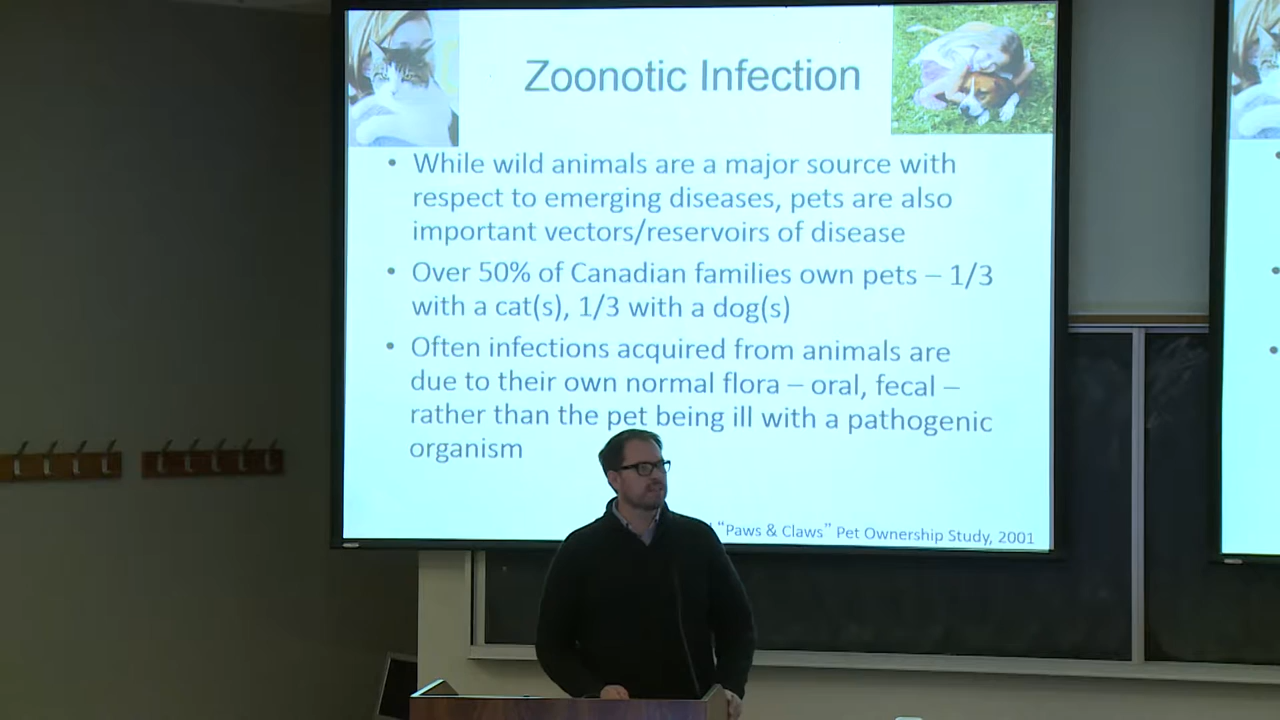 Zoonotic Infection
• While wild animals are a major source with
respect to emerging diseases, pets are also
important vectors/reservoirs of disease
• Over 50% of Canadian families own pets – 1/3
with a cat(s), 1/3 with a dog(s)
• Often infections acquired from animals are
due to their own normal flora – oral, fecal –
rather than the pet being ill with a pathogenic
organism
“Paws & Claws” Pet Ownership Study, 2001